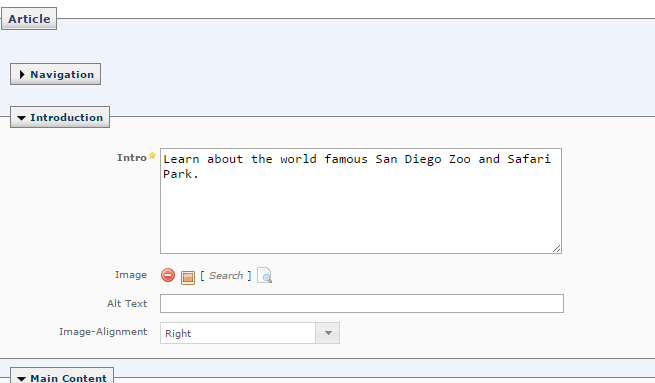 Article
Navigation
Introduction
Intro
Learn about the world famous San Diego Zoo and Safari
Park.
Image [ Search ]
Alt Text
Image-Alignment Right
Main Content